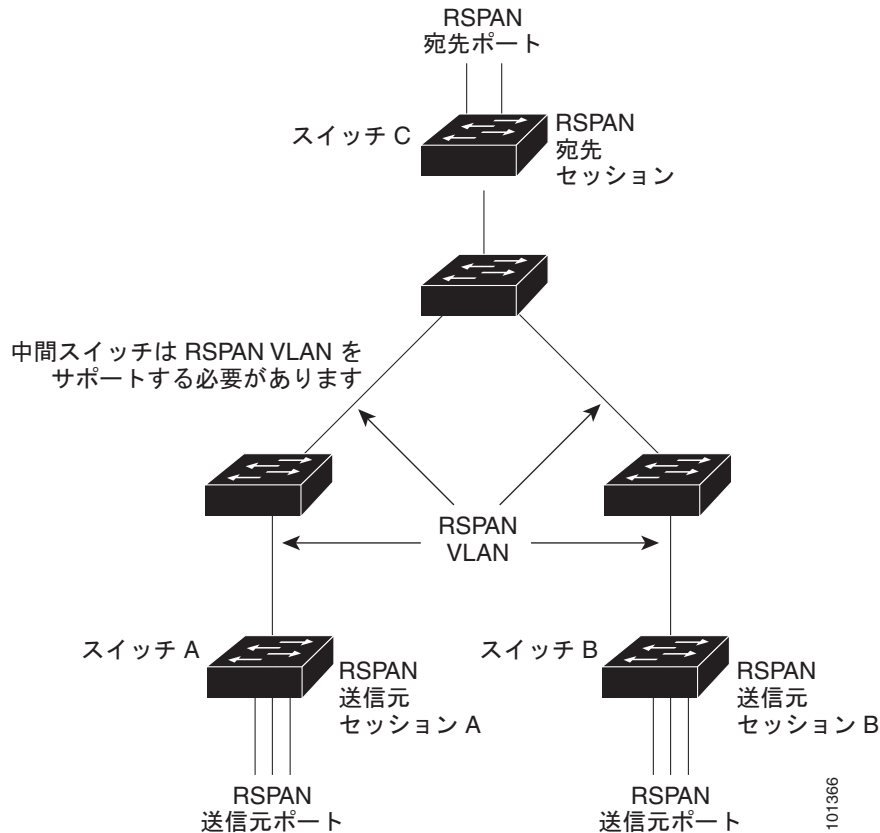 RSPAN
宛先ポート
スイッチ C
RSPAN
宛先
セッション
中間スイッチは RSPAN VLAN を
サポートする必要があります
RSPAN
VLAN
スイッチ A
RSPAN
送信元
セッション A
スイッチ B
RSPAN
送信元
セッション B
RSPAN
送信元ポート
RSPAN
送信元ポート
101366